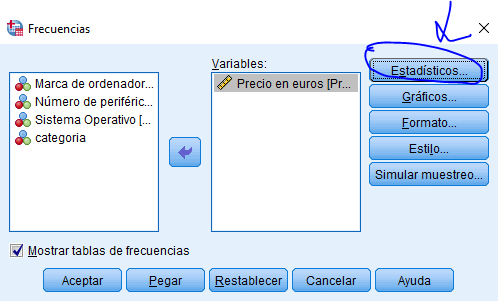 Frecuencias
Variables:
Marca de ordenador...
Número de periféric...
Sistema Operativo [...
categoria
Precio en euros [Pr...
Estadísticos...
Gráficos...
Formato...
Estilo...
Simular muestreo...
Mostrar tablas de frecuencias
Aceptar
Pegar
Restablecer
Cancelar
Ayuda